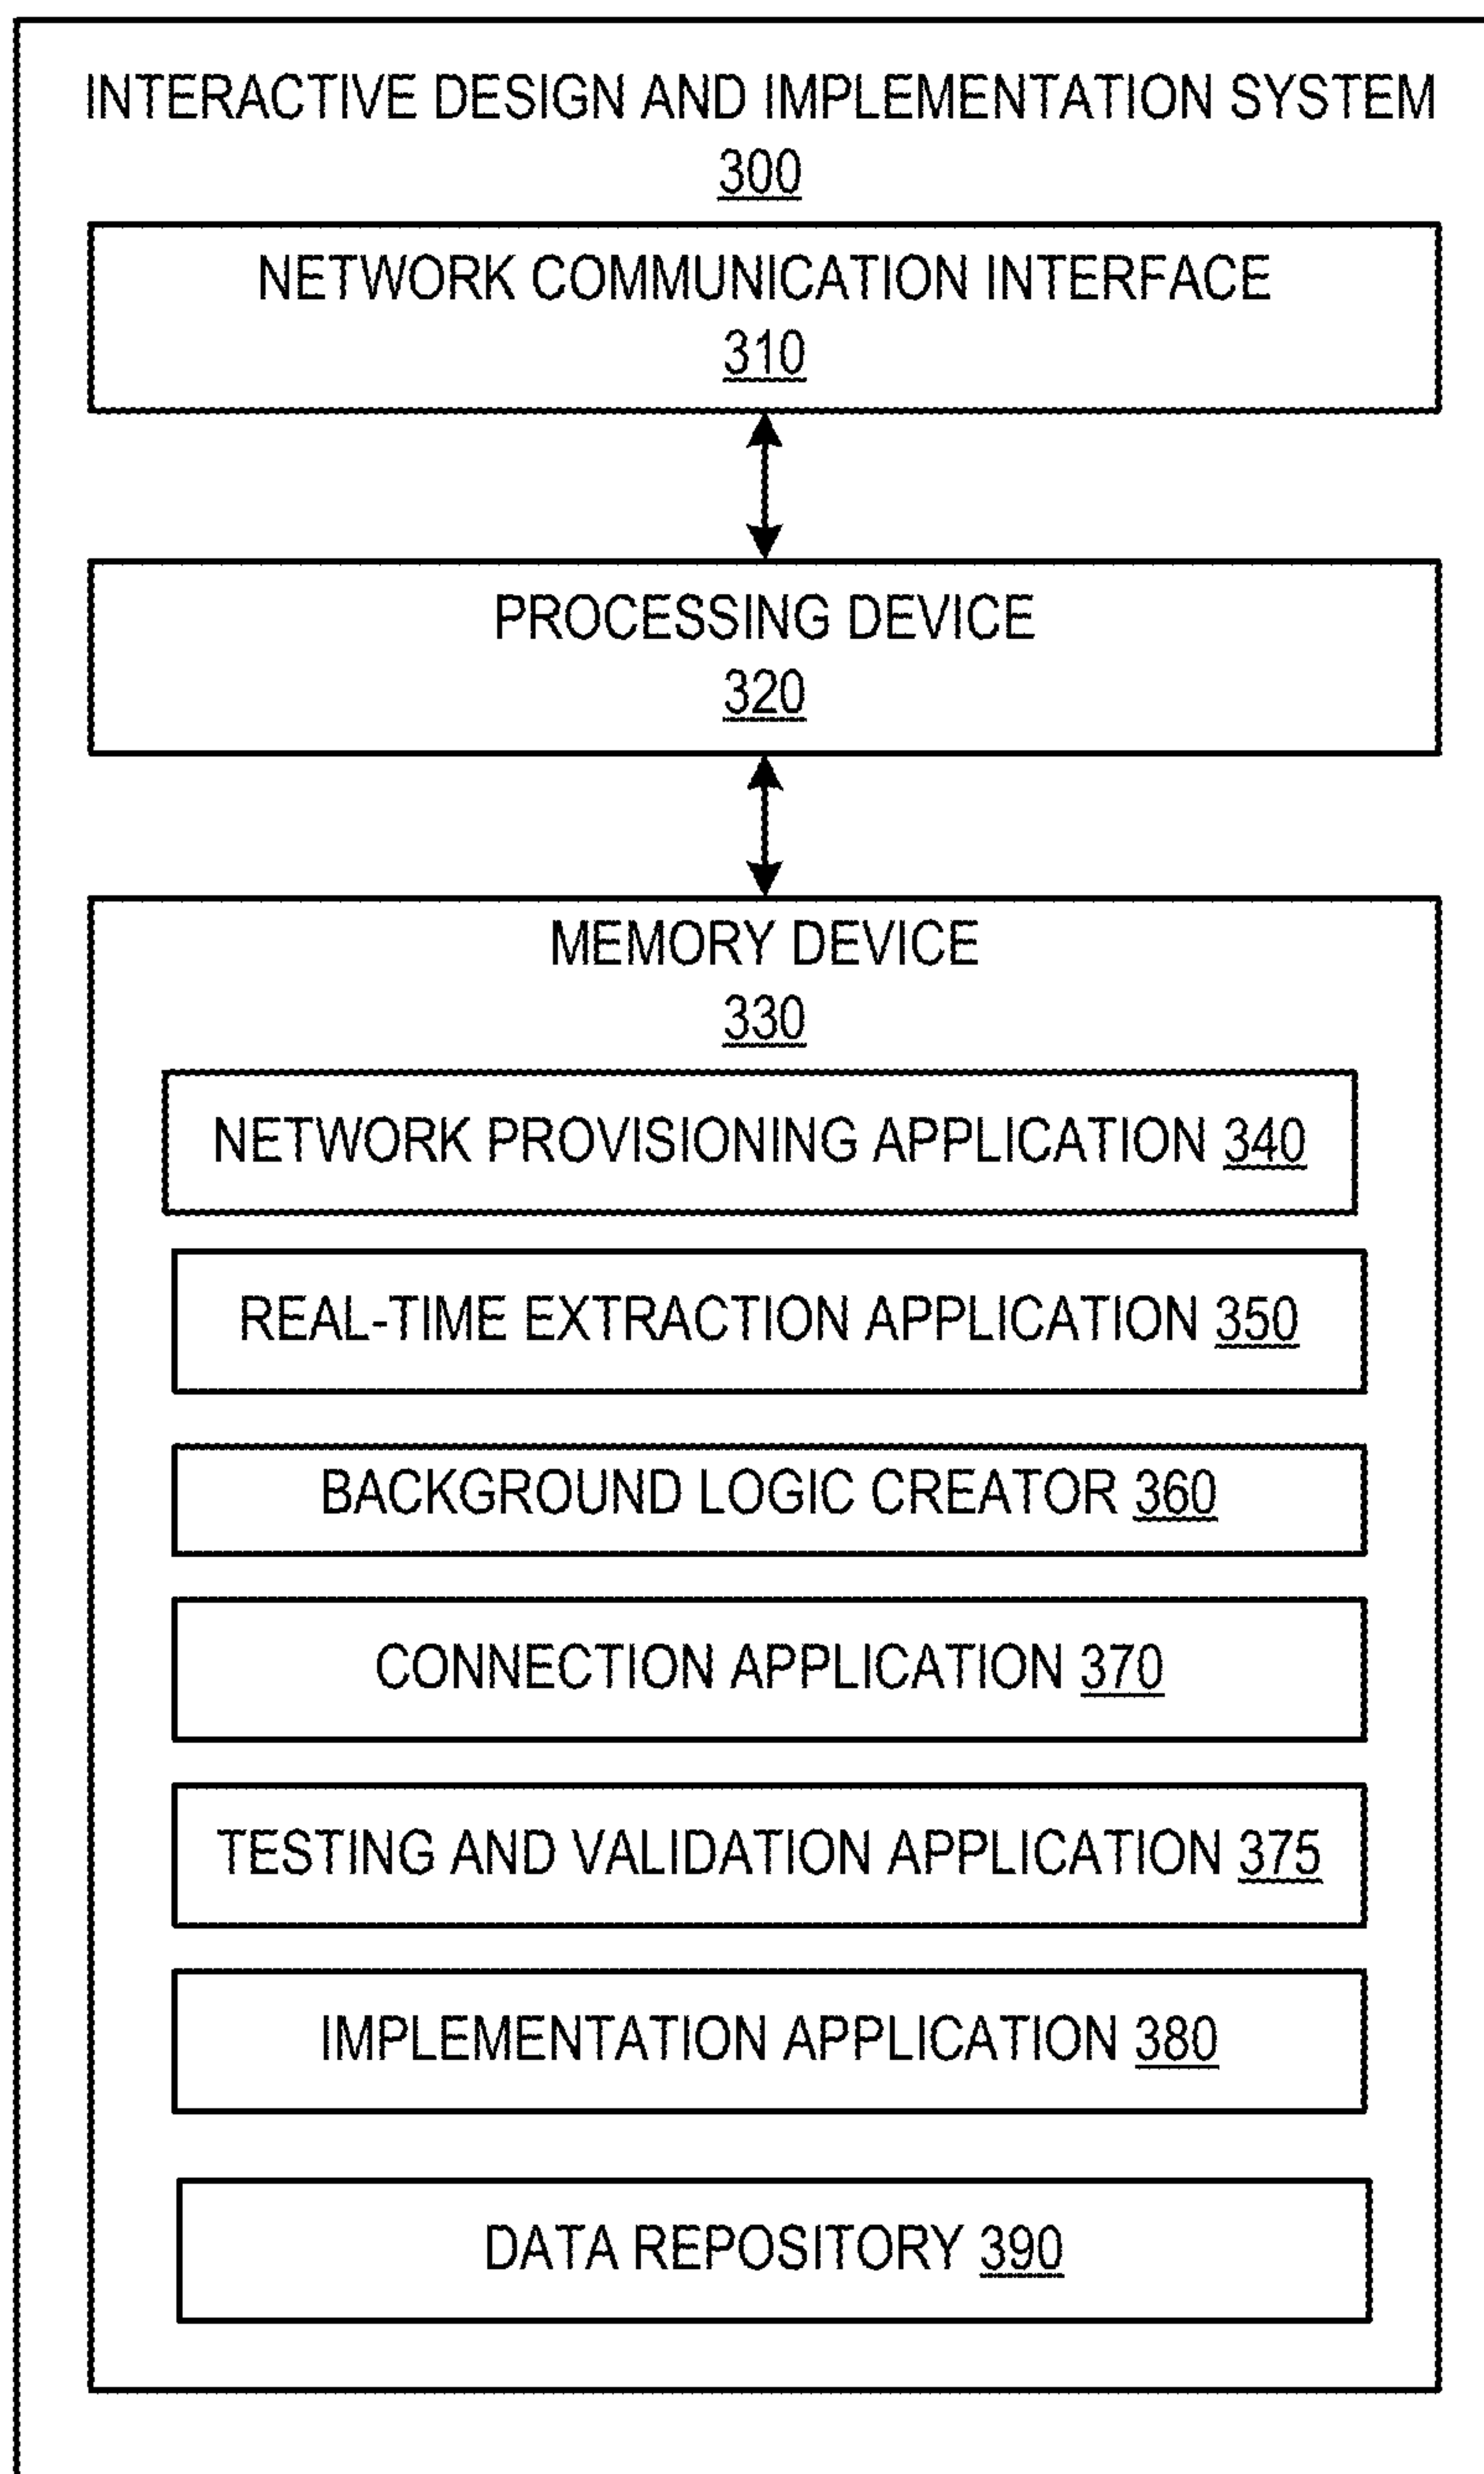 INTERACTIVE DESIGN AND IMPLEMENTATION SYSTEM
300
NETWORK COMMUNICATION INTERFACE
310
PROCESSING DEVICE
320
MEMORY DEVICE
330
NETWORK PROVISIONING APPLICATION 340
REAL-TIME EXTRACTION APPLICATION 350
BACKGROUND LOGIC CREATOR 360
CONNECTION APPLICATION 370
TESTING AND VALIDATION APPLICATION 375
IMPLEMENTATION APPLICATION 380
DATA REPOSITORY 390